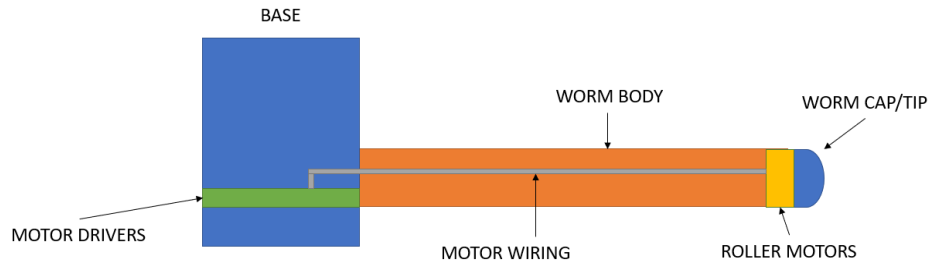 BASE
WORM BODY
WORM CAP/TIP
MOTOR DRIVERS
MOTOR WIRING
ROLLER MOTORS